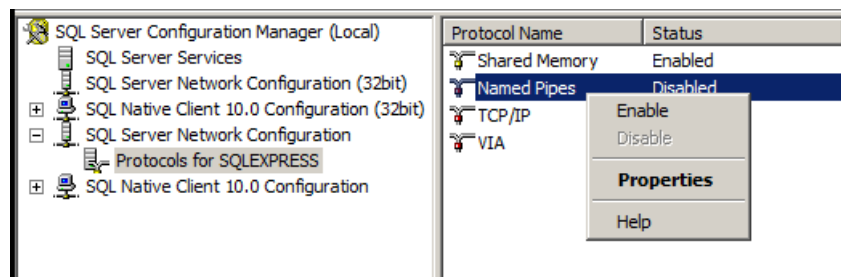 SQL Server Configuration Manager (Local)
SQL Server Services
SQL Server Network Configuration (32bit)
SQL Native Client 10.0 Configuration (32bit)
SQL Server Network Configuration
Protocols for SQLEXPRESS
SQL Native Client 10.0 Configuration
Protocol Name Status
Shared Memory Enabled
Named Pipes Disabled
TCP/IP
VIA
Enable
Disable
Properties
Help